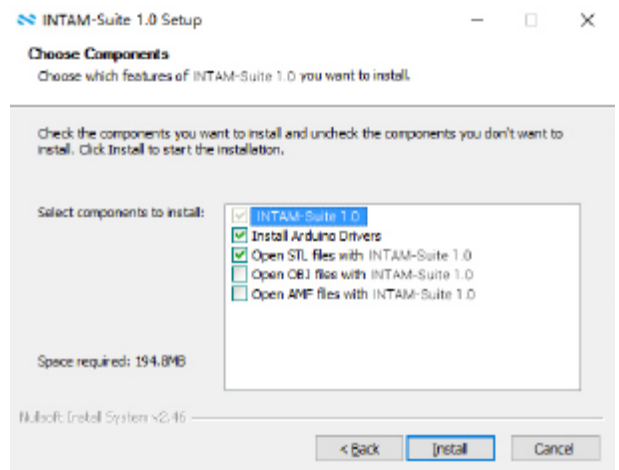 INTAM-Suite 1.0 Setup
Choose Components
Choose which features of INTAM-Suite 1.0 you want to install.
Check the components you want to install and uncheck the components you don't want to
install. Click Install to start the installation.
Select components to install:
INTAM-Suite 1.0
Install Arduino Drivers
Open STL files with INTAM-Suite 1.0
Open OBJ files with INTAM-Suite 1.0
Open AMF files with INTAM-Suite 1.0
Space required: 194.8MB
Nullsoft Install System v2.46
< Back
Install
Cancel